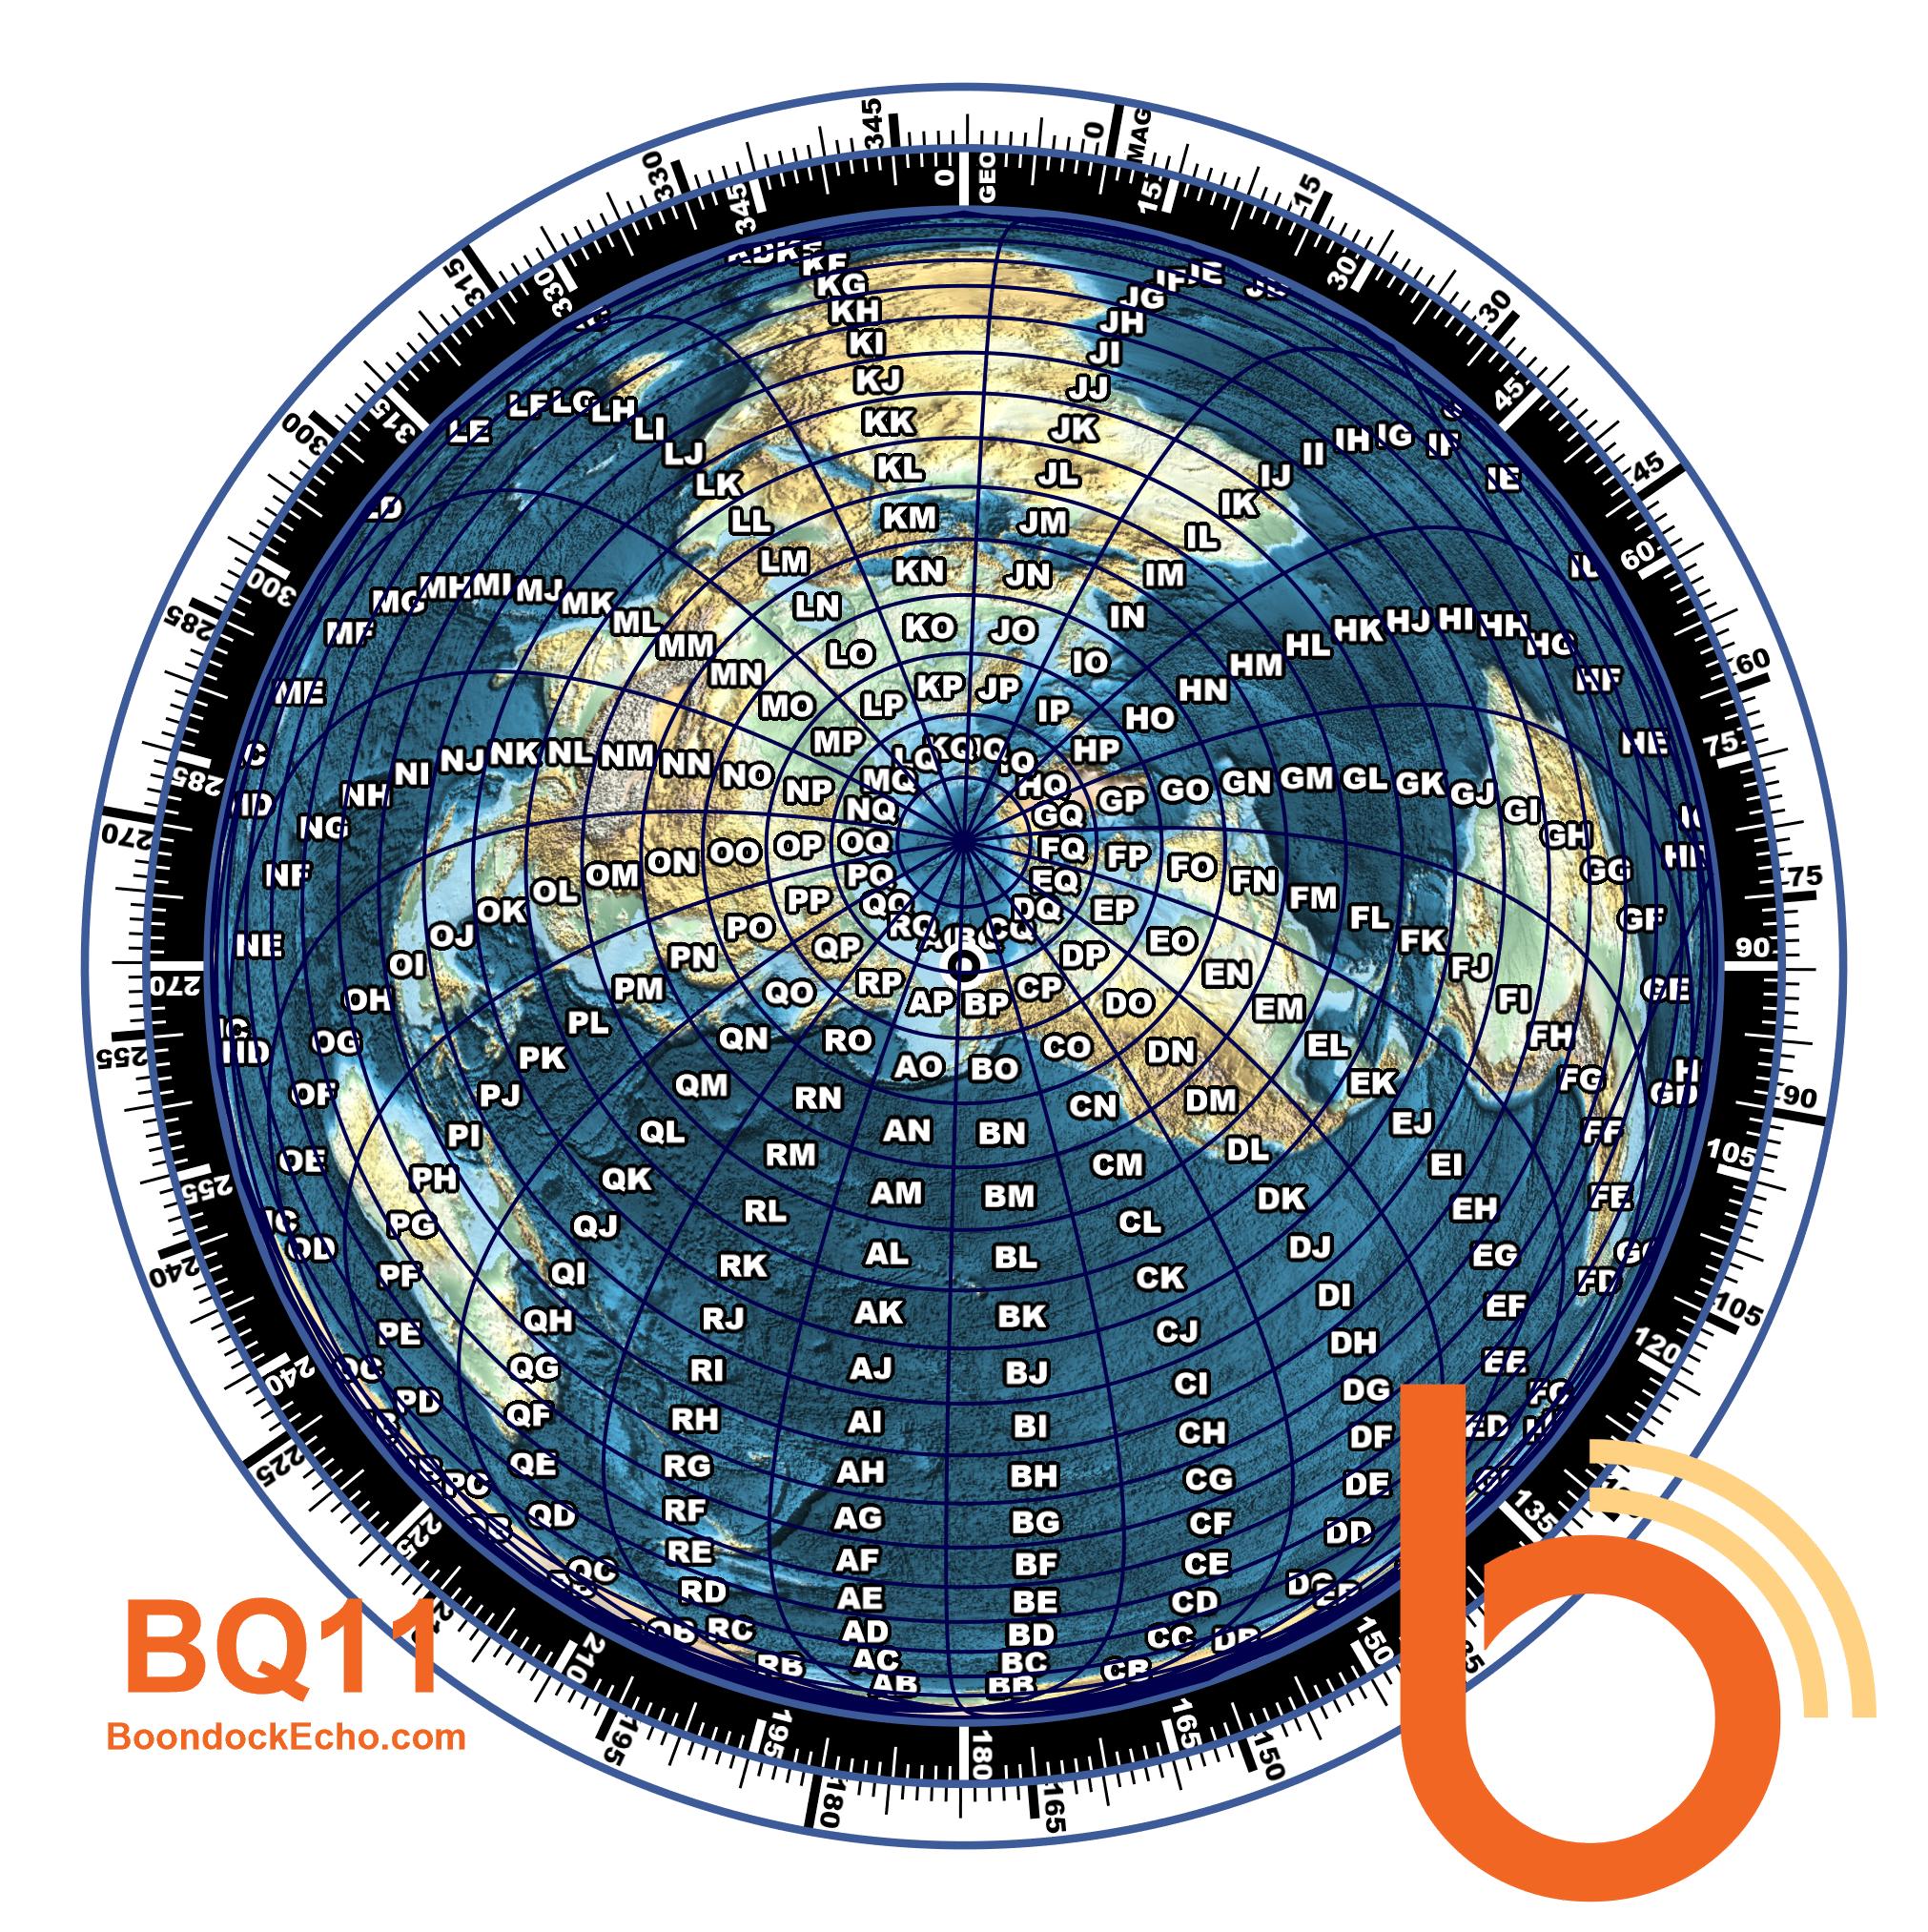 345 0 MAG
330 345 0 GEO 15 15
315 330 30 30
300 315 45 45
285 300 60 60
270 285 75 75
255 270 90 90
240 255 105 105
225 240 120
225 135
210 150
195 195 180 165 150
180 165
KF
KG JG JE
KH JH
KI JI
KJ JJ
LE LF LG LH LI KK JK II IH IG IF
LJ KL JL IJ IE
LK IK
LL KM JM IL
LM KN JN IM
MF MG MH MI MJ MK ML LN KO JO IN HL HK HJ HI HH HG
MM LO IO HM HF
ME MN LP KP JP HN
MO IP HO
MP LQ KQ HP HE
NI NJ NK NL NM NN NO MQ HQ GO GN GM GL GK GJ
NH NP NQ GQ GP GI
NG OO OP OQ FQ FP GH
NF OM ON PQ EQ FO FN GG
OK OL PP QQ DQ EP FM FL GF
NE OJ PO RQ CQ EO FK
OI PN QP DP EN FJ
OH PM QO RP AP BP CP DO EM FI GE
OG PL QN RO CO DN EL FH
PK AO BO
OF PJ QM RN CN DM EK FG GD
PI QL AN BN EJ FF
OE PH QK RM CM DL EI
PG QJ RL AM BM CL DK EH FE
OD RK AL BL DJ EG
PF QI CK DI FD
PE QH RJ AK BK CJ DH EF
QG RI AJ BJ CI DG EE
PD QF RH AI BI CH DF ED
PC QE RG AH BH CG DE
QD RF AG BG CF DD
QC RE AF BF CE
RD AE BE CD
RC AD BD CC
RB AC BC CB
AB BB
BQ11
BoondockEcho.com